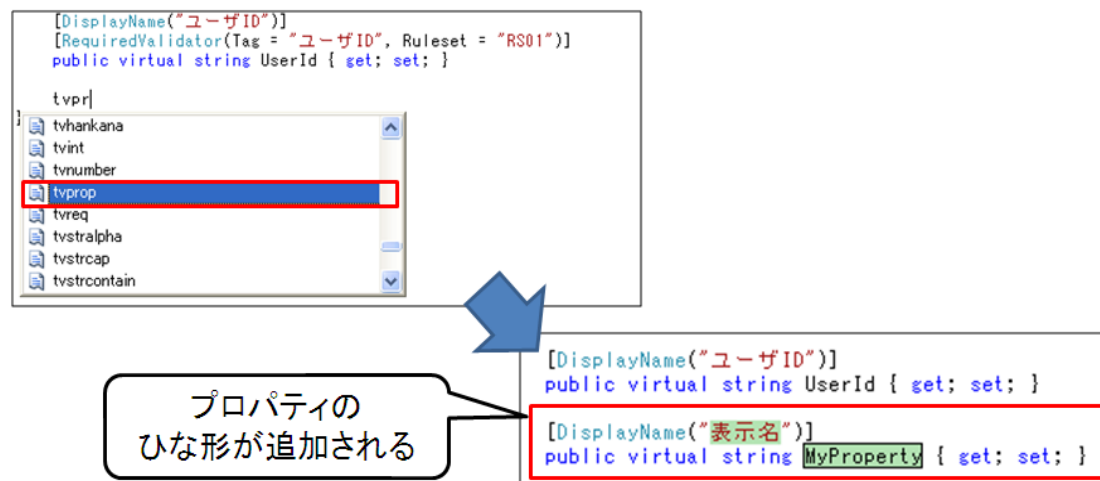 [DisplayName("ユーザID")]
[RequiredValidator(Tag = "ユーザID", Ruleset = "RS01")]
public virtual string UserId { get; set; }
tvpr
}
tvhankana
tvint
tvnumber
tvprop
tvreq
tvstralpha
tvstrcap
tvstrcontain
[DisplayName("ユーザID")]
public virtual string UserId { get; set; }
プロパティの
ひな形が追加される
[DisplayName("表示名")]
public virtual string MyProperty { get; set; }